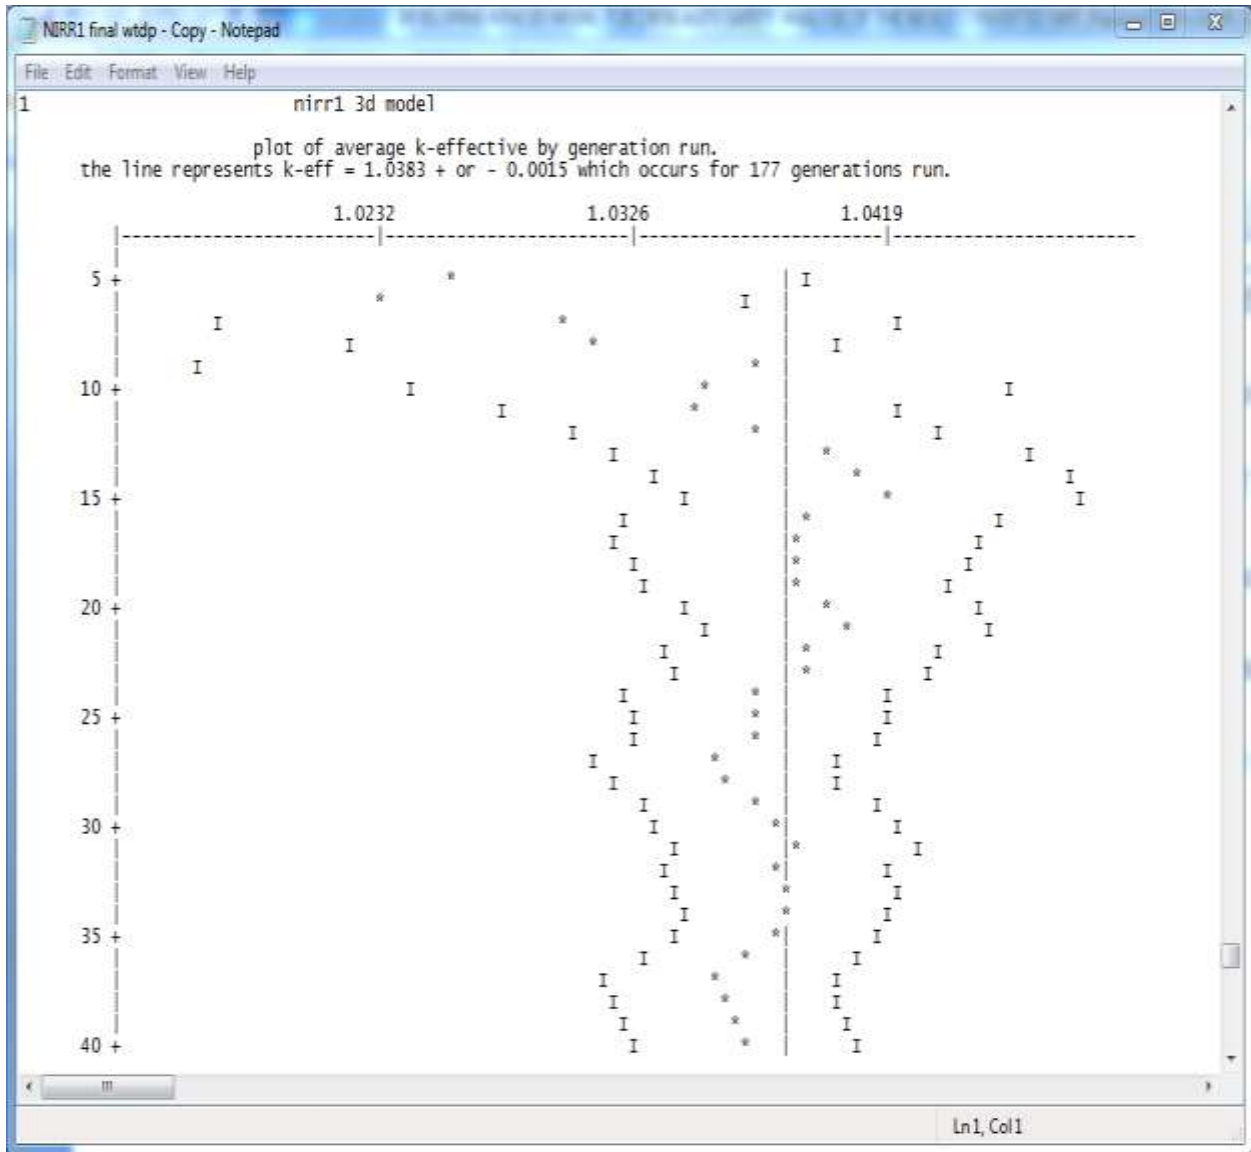 NIRR1 final wtdp - Copy - Notepad
File Edit Format View Help
1 nirr1 3d model
plot of average k-effective by generation run.
the line represents k-eff = 1.0383 + or - 0.0015 which occurs for 177 generations run.
1.0232 1.0326 1.0419
|-------------------------|------------------------|------------------------|------------------------
5 + * | I
* I |
I * | I
I * | I
I * |
10 + I * | I
I * | I
I * | I
I | * I
I | * I
15 + I | * I
I | * I
I |* I
I |* I
I |* I
20 + I | * I
I | * I
I | * I
I | * I
I * | I
25 + I * | I
I * | I
I * | I
I * | I
I * | I
30 + I *| I
I |* I
I *| I
I * I
I * I
35 + I *| I
I * | I
I * | I
I * | I
I * | I
40 + I * | I
Ln1, Col1